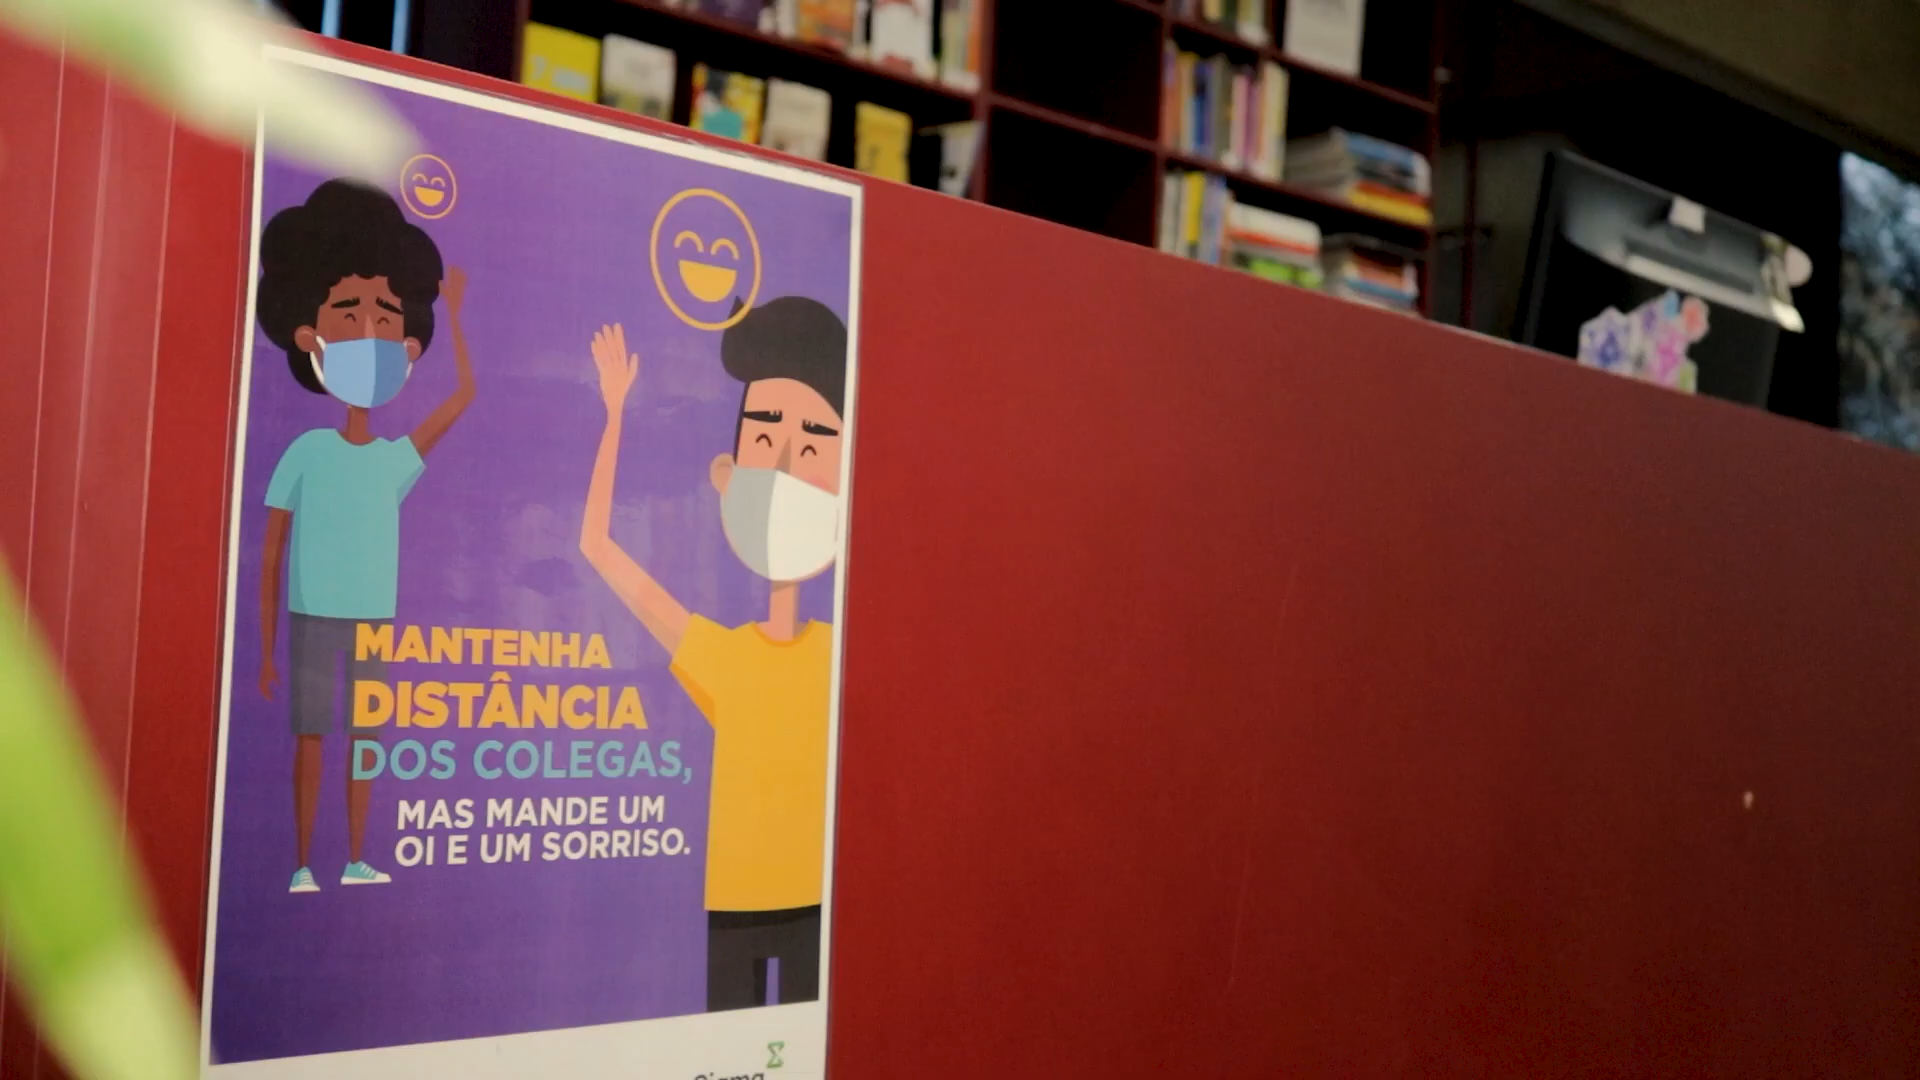 MANTENHA
DISTÂNCIA
DOS COLEGAS,
MAS MANDE UM
OI E UM SORRISO.